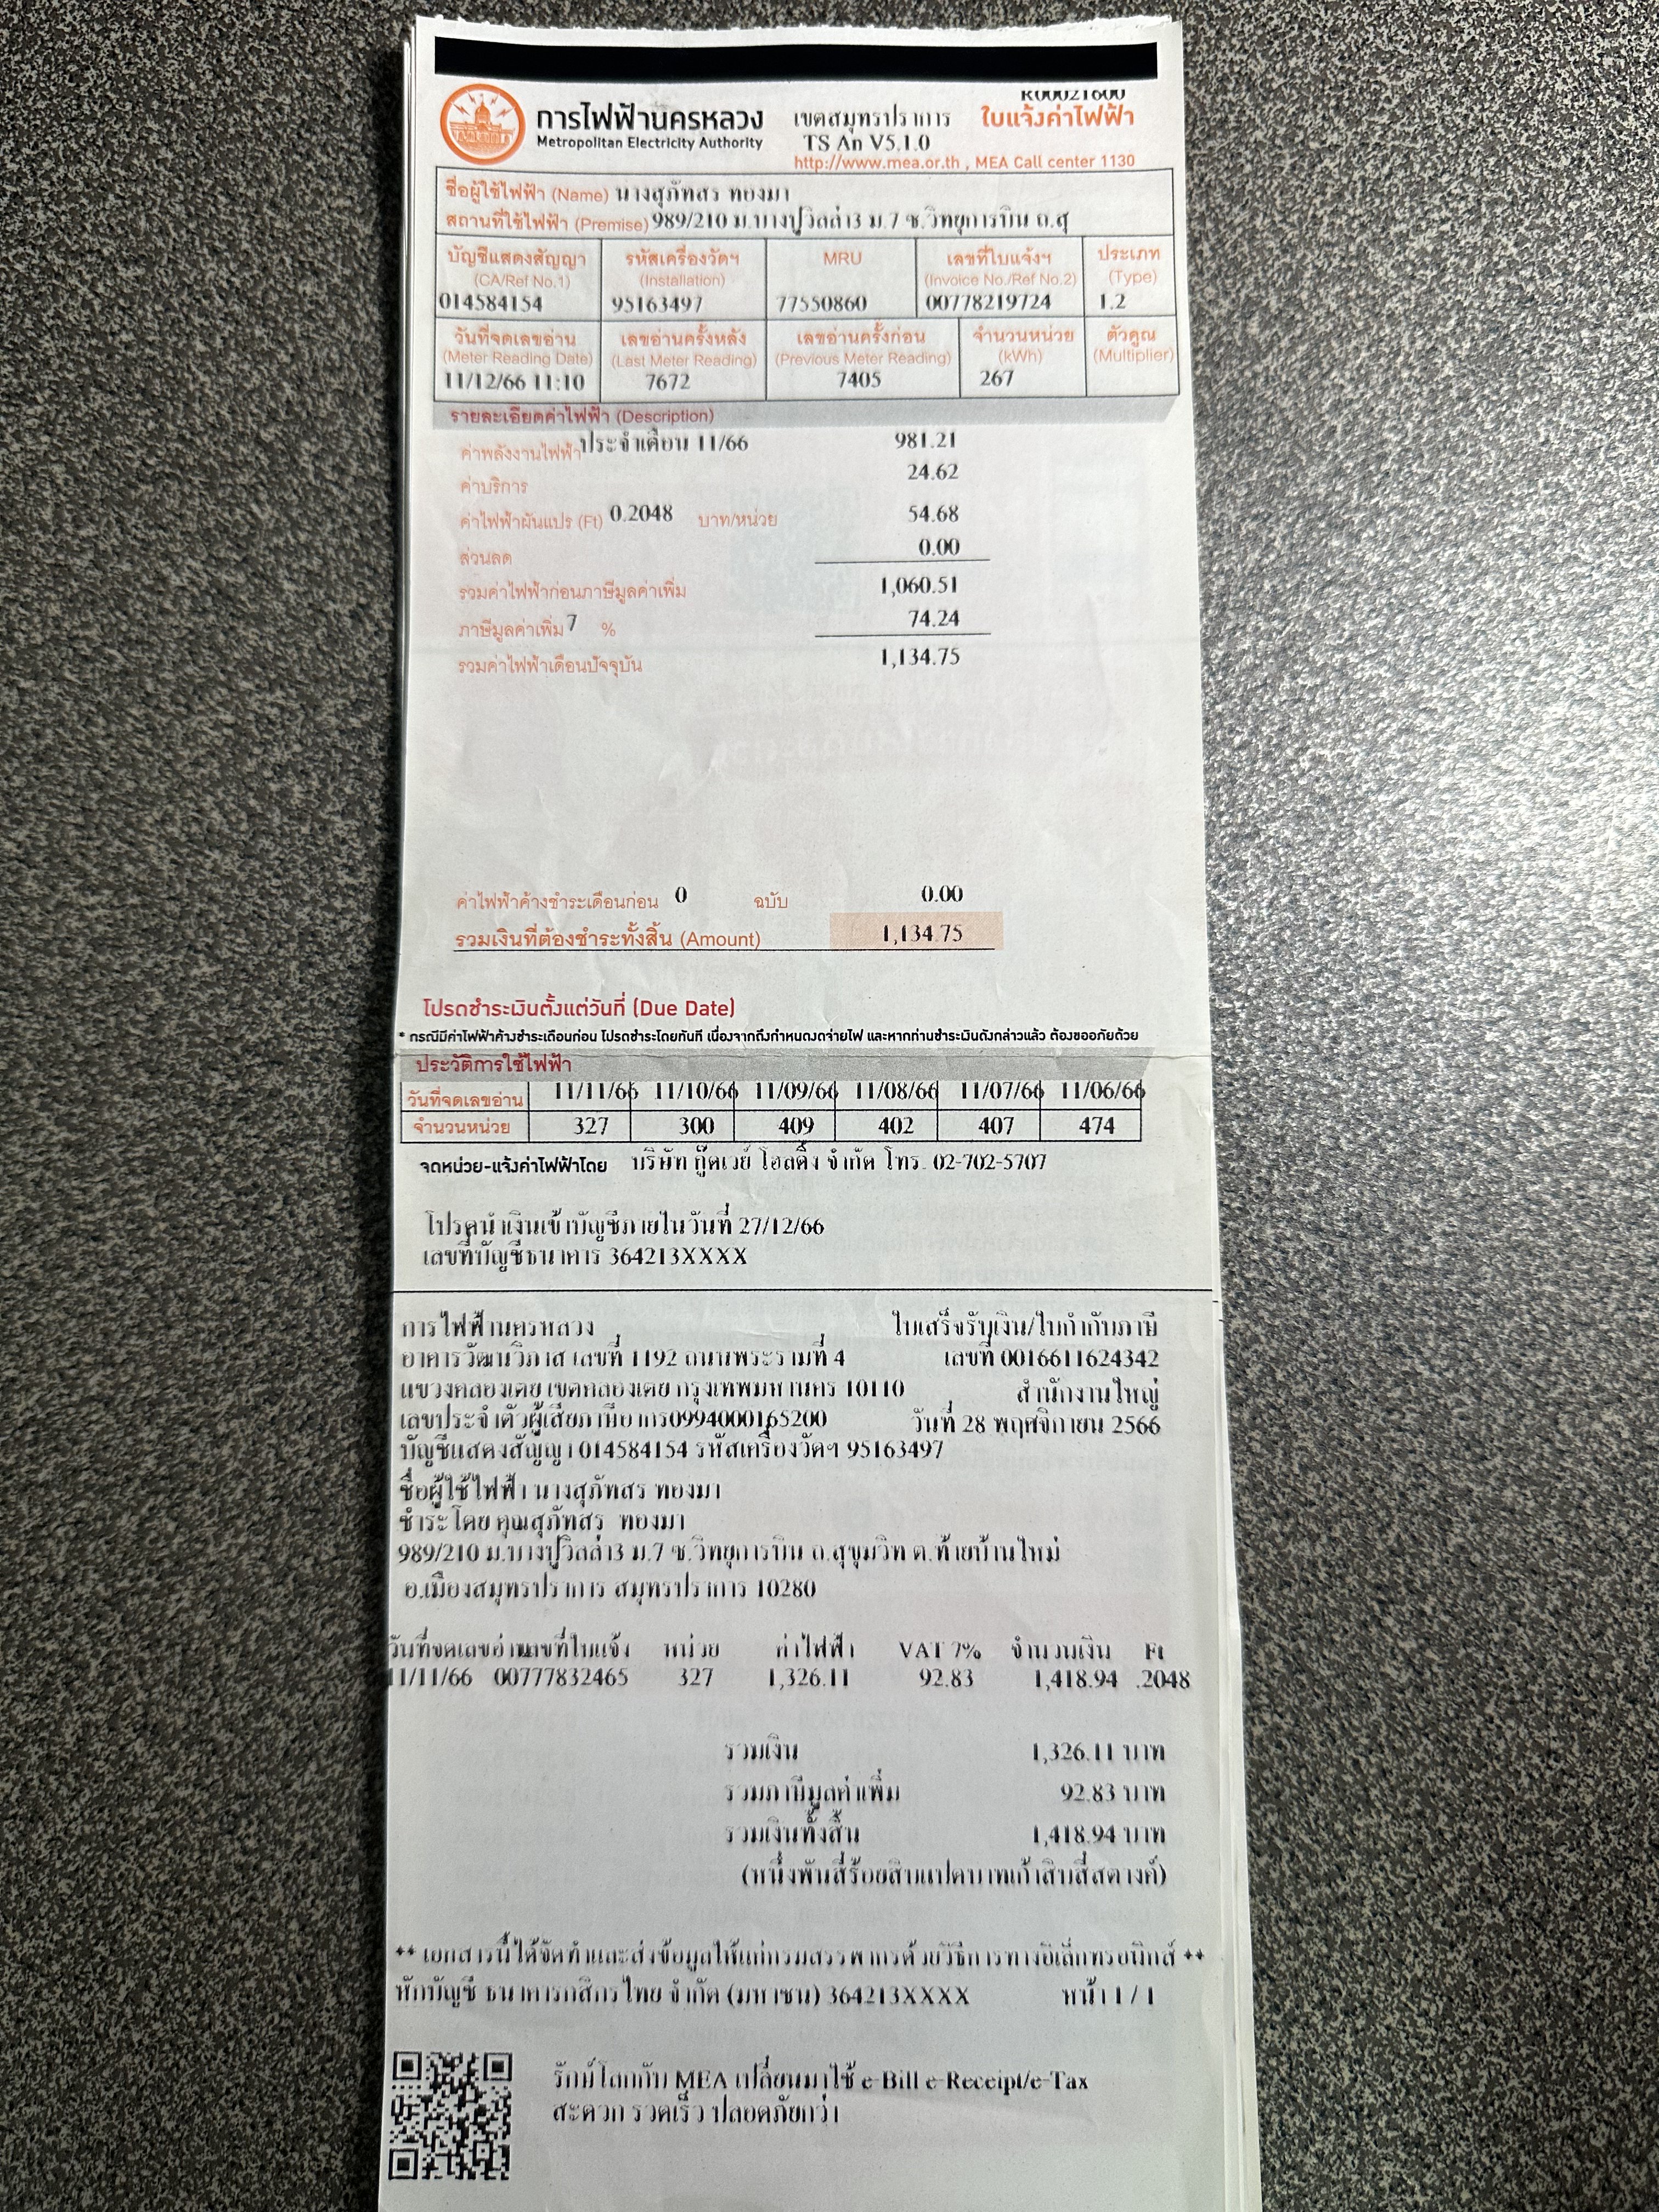 การไฟฟ้านครหลวง เขตสมุทรปราการ ใบแจ้งค่าไฟฟ้า
Metropolitan Electricity Authority TS An V5.1.0
http://www.mea.or.th , MEA Call center 1130
ชื่อผู้ใช้ไฟฟ้า (Name) นางสุภัทสร ทองมา
สถานที่ใช้ไฟฟ้า (Premise) 989/210 ม.บางปูวิลล่า3 ม.7 ซ.วิทยุการบิน ถ.สุ
บัญชีแสดงสัญญา รหัสเครื่องวัดฯ MRU เลขที่ใบแจ้งฯ ประเภท
(CA/Ref No.1) (Installation) (Invoice No./Ref No.2) (Type)
014584154 95163497 77550860 00778219724 1.2
วันที่จดเลขอ่าน เลขอ่านครั้งหลัง เลขอ่านครั้งก่อน จำนวนหน่วย ตัวคูณ
(Meter Reading Date) (Last Meter Reading) (Previous Meter Reading) (kWh) (Multiplier)
11/12/66 11:10 7672 7405 267
รายละเอียดค่าไฟฟ้า (Description)
ค่าพลังงานไฟฟ้า ประจำเดือน 11/66 981.21
ค่าบริการ 24.62
ค่าไฟฟ้าผันแปร (Ft) 0.2048 บาท/หน่วย 54.68
ส่วนลด 0.00
รวมค่าไฟฟ้าก่อนภาษีมูลค่าเพิ่ม 1,060.51
ภาษีมูลค่าเพิ่ม 7 % 74.24
รวมค่าไฟฟ้าเดือนปัจจุบัน 1,134.75
ค่าไฟฟ้าค้างชำระเดือนก่อน 0 ฉบับ 0.00
รวมเงินที่ต้องชำระทั้งสิ้น (Amount) 1,134.75
โปรดชำระเงินตั้งแต่วันที่ (Due Date)
* กรณีมีค่าไฟฟ้าค้างชำระเดือนก่อน โปรดชำระโดยทันที เนื่องจากถึงกำหนดงดจ่ายไฟ และหากท่านชำระเงินดังกล่าวแล้ว ต้องขออภัยด้วย
ประวัติการใช้ไฟฟ้า
วันที่จดเลขอ่าน 11/11/66 11/10/66 11/09/66 11/08/66 11/07/66 11/06/66
จำนวนหน่วย 327 300 409 402 407 474
จดหน่วย-แจ้งค่าไฟฟ้าโดย บริษัท กู๊ดเวย์ โฮลดิ้ง จำกัด โทร. 02-702-5707
โปรดนำเงินเข้าบัญชีภายในวันที่ 27/12/66
เลขที่บัญชีธนาคาร 364213XXXX
การไฟฟ้านครหลวง ใบเสร็จรับเงิน/ใบกำกับภาษี
อาคารวัฒนวิภาส เลขที่ 1192 ถนนพระรามที่ 4 เลขที่ 0016611624342
แขวงคลองเตย เขตคลองเตย กรุงเทพมหานคร 10110 สำนักงานใหญ่
เลขประจำตัวผู้เสียภาษีอากร0994000165200 วันที่ 28 พฤศจิกายน 2566
บัญชีแสดงสัญญา 014584154 รหัสเครื่องวัดฯ 95163497
ชื่อผู้ใช้ไฟฟ้า นางสุภัทสร ทองมา
ชำระโดย คุณสุภัทสร ทองมา
989/210 ม.บางปูวิลล่า3 ม.7 ซ.วิทยุการบิน ถ.สุขุมวิท ต.ท้ายบ้านใหม่
อ.เมืองสมุทรปราการ สมุทรปราการ 10280
วันที่จดเลขอ่าน เลขที่ใบแจ้ง หน่วย ค่าไฟฟ้า VAT 7% จำนวนเงิน Ft
11/11/66 00777832465 327 1,326.11 92.83 1,418.94 .2048
รวมเงิน 1,326.11 บาท
รวมภาษีมูลค่าเพิ่ม 92.83 บาท
รวมเงินทั้งสิ้น 1,418.94 บาท
(หนึ่งพันสี่ร้อยสิบแปดบาทเก้าสิบสี่สตางค์)
** เอกสารนี้ได้จัดทำและส่งข้อมูลให้แก่กรมสรรพากรด้วยวิธีการทางอิเล็กทรอนิกส์ **
หักบัญชี ธนาคารกสิกรไทย จำกัด (มหาชน) 364213XXXX หน้า 1 / 1
รักษ์โลกกับ MEA เปลี่ยนมาใช้ e-Bill e-Receipt/e-Tax
สะดวก รวดเร็ว ปลอดภัยกว่า